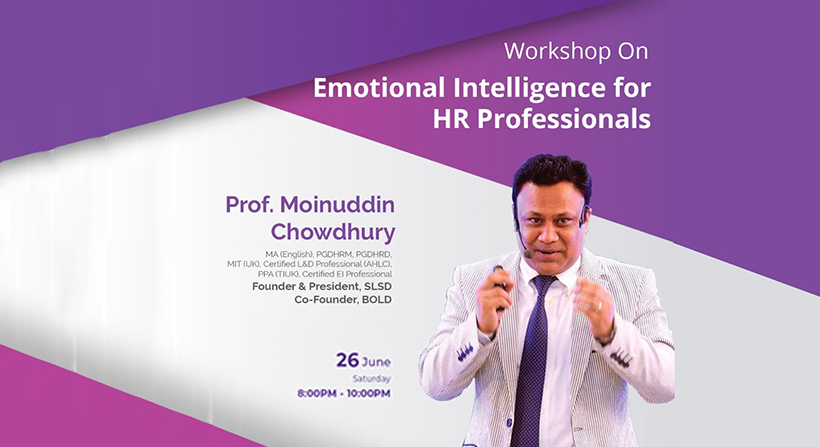 Workshop On
Emotional Intelligence for
HR Professionals
Prof. Moinuddin
Chowdhury
MA (English), PGDHRM, PGDHRD,
MIT (UK), Certified L&D Professional (AHLC),
PPA (TIUK), Certified EI Professional
Founder & President, SLSD
Co-Founder, BOLD
26 June
Saturday
8:00PM - 10:00PM